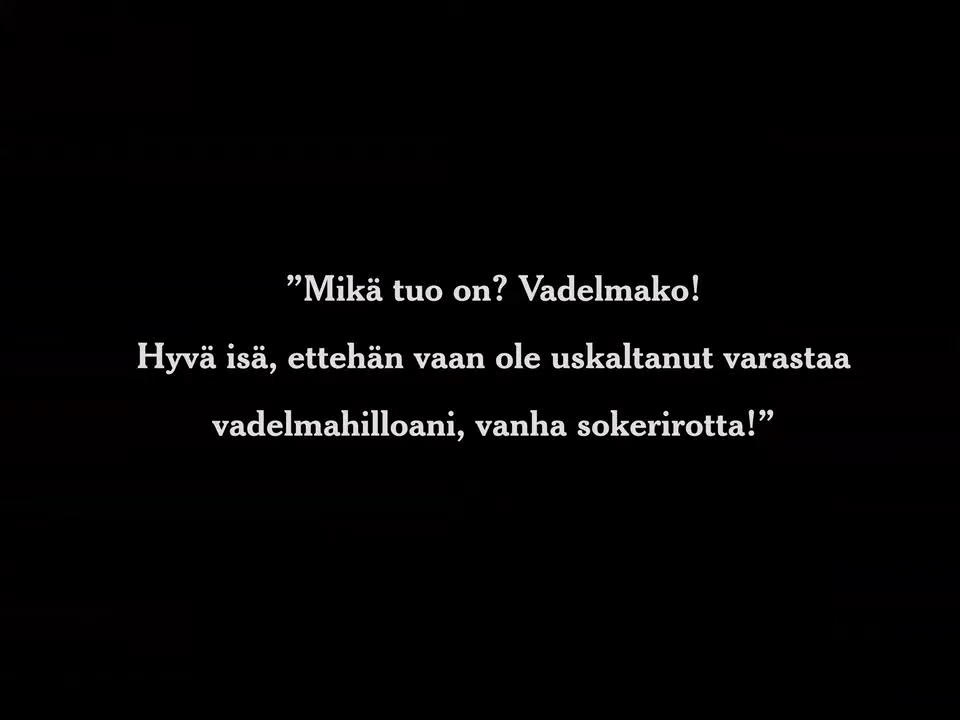 ”Mikä tuo on? Vadelmako!
Hyvä isä, ettehän vaan ole uskaltanut varastaa
vadelmahilloani, vanha sokerirotta!”